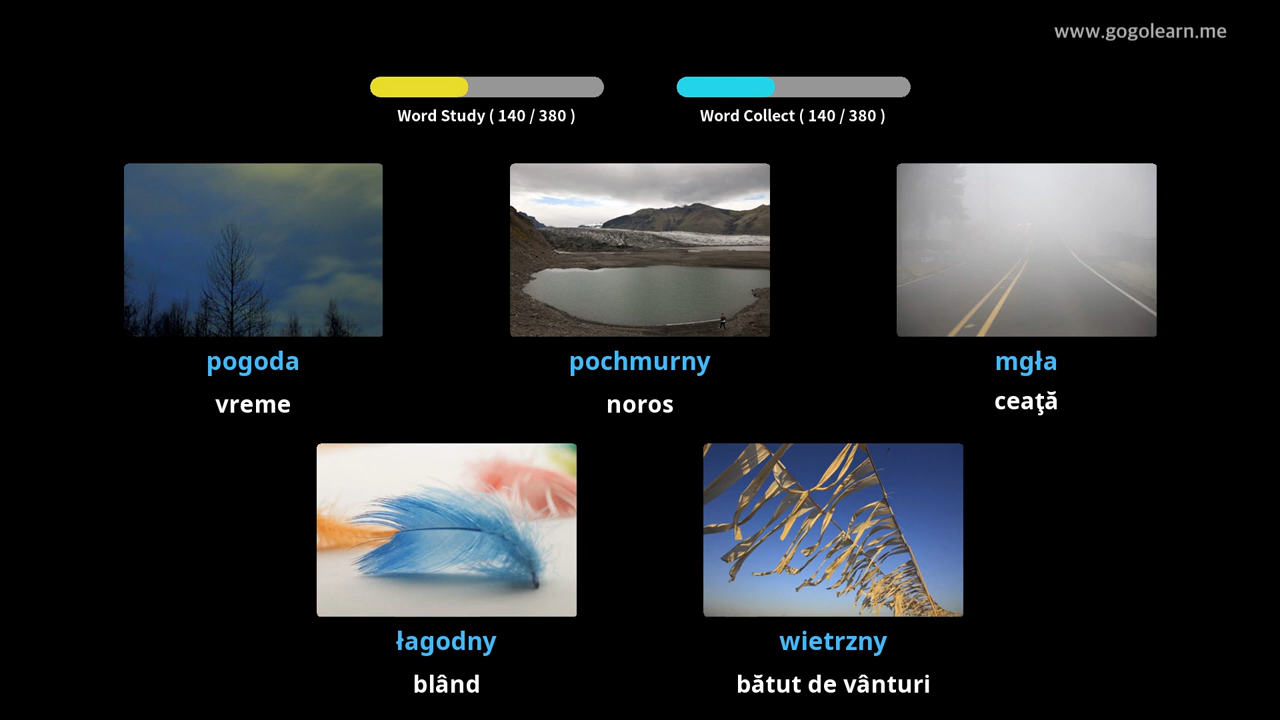 www.gogolearn.me
Word Study ( 140 / 380 )
Word Collect ( 140 / 380 )
pogoda
vreme
pochmurny
noros
mgła
ceaţă
łagodny
blând
wietrzny
bătut de vânturi